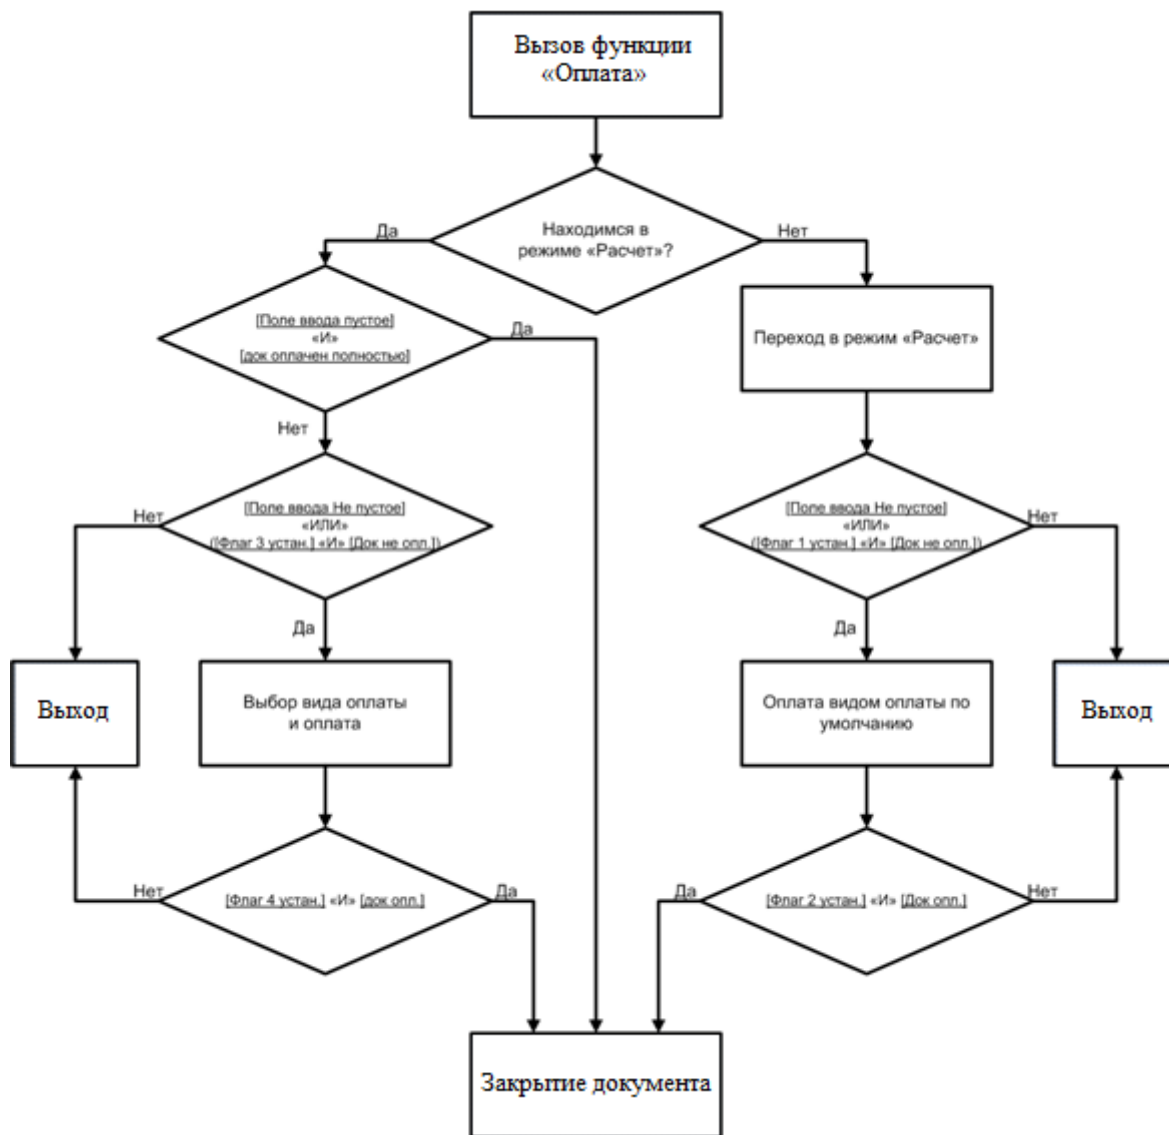 Вызов функции
«Оплата»
Находимся в
режиме «Расчет»?
Да
Нет
[Поле ввода пустое]
«И»
[док оплачен полностью]
Да
Переход в режим «Расчет»
Нет
[Поле ввода Не пустое]
«ИЛИ»
([Флаг 3 устан.] «И» [Док не опл.])
Нет
[Поле ввода Не пустое]
«ИЛИ»
([Флаг 1 устан.] «И» [Док не опл.])
Нет
Да
Да
Выход
Выбор вида оплаты
и оплата
Оплата видом оплаты по
умолчанию
Выход
Нет
[Флаг 4 устан.] «И» [док опл.]
Да
Да
[Флаг 2 устан.] «И» [Док опл.]
Нет
Закрытие документа